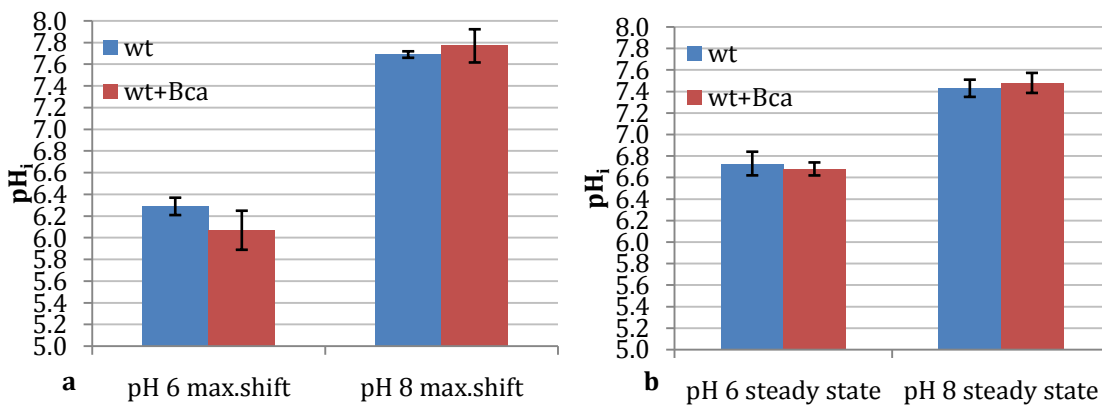 8.0
7.8
7.6
7.4
7.2
7.0
6.8
6.6
6.4
6.2
6.0
5.8
5.6
5.4
5.2
5.0
pHi
wt
wt+Bca
pH 6 max.shift
pH 8 max.shift
a
8.0
7.8
7.6
7.4
7.2
7.0
6.8
6.6
6.4
6.2
6.0
5.8
5.6
5.4
5.2
5.0
pHi
wt
wt+Bca
pH 6 steady state
pH 8 steady state
b